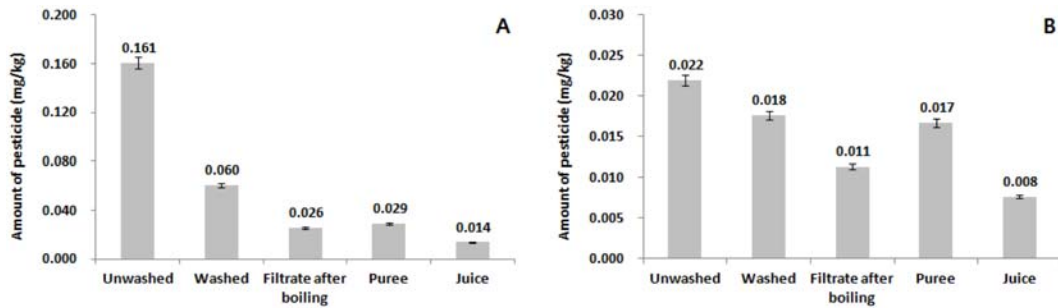 A
Amount of pesticide (mg/kg)
0.200
0.160
0.120
0.080
0.040
0.000
0.161
0.060
0.026
0.029
0.014
Unwashed
Washed
Filtrate after
boiling
Puree
Juice
B
Amount of pesticide (mg/kg)
0.030
0.025
0.020
0.015
0.010
0.005
0.000
0.022
0.018
0.011
0.017
0.008
Unwashed
Washed
Filtrate after
boiling
Puree
Juice